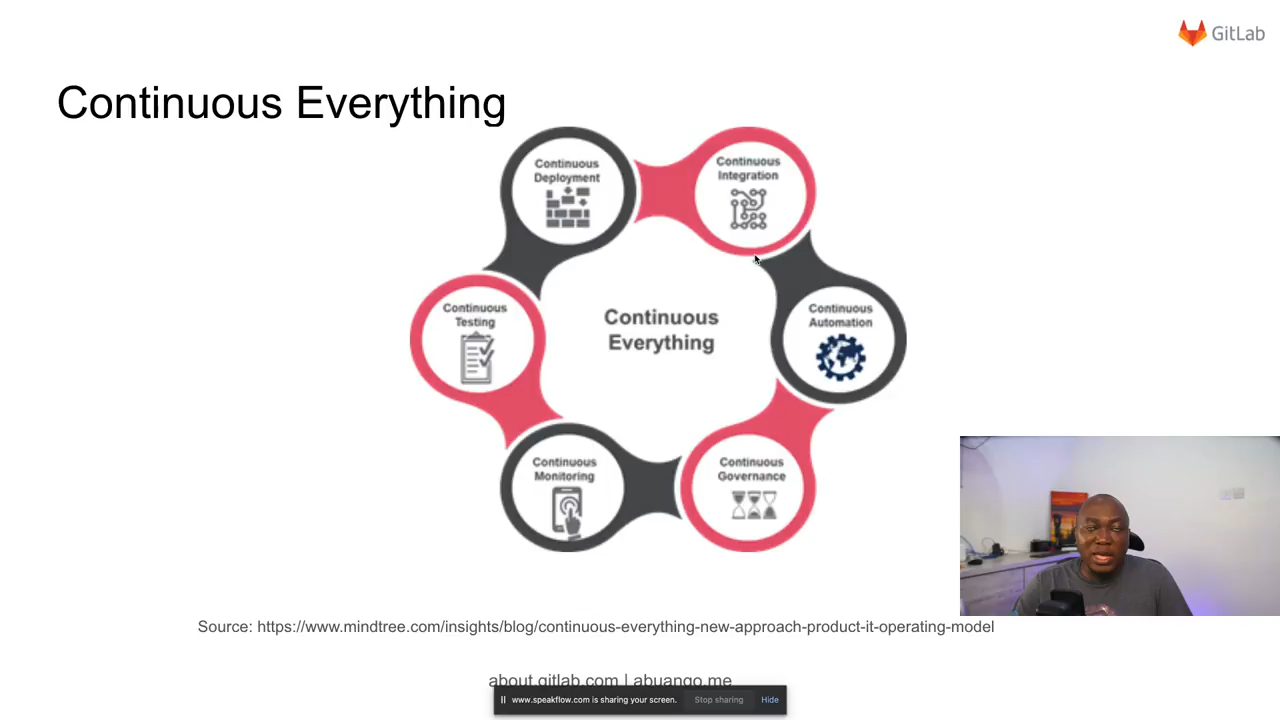 GitLab
Continuous Everything
Continuous
Deployment
Continuous
Integration
Continuous
Testing
Continuous
Everything
Continuous
Automation
Continuous
Monitoring
Continuous
Governance
Source: https://www.mindtree.com/insights/blog/continuous-everything-new-approach-product-it-operating-model
about.gitlab.com | abuango.me
www.speakflow.com is sharing your screen.
Stop sharing
Hide